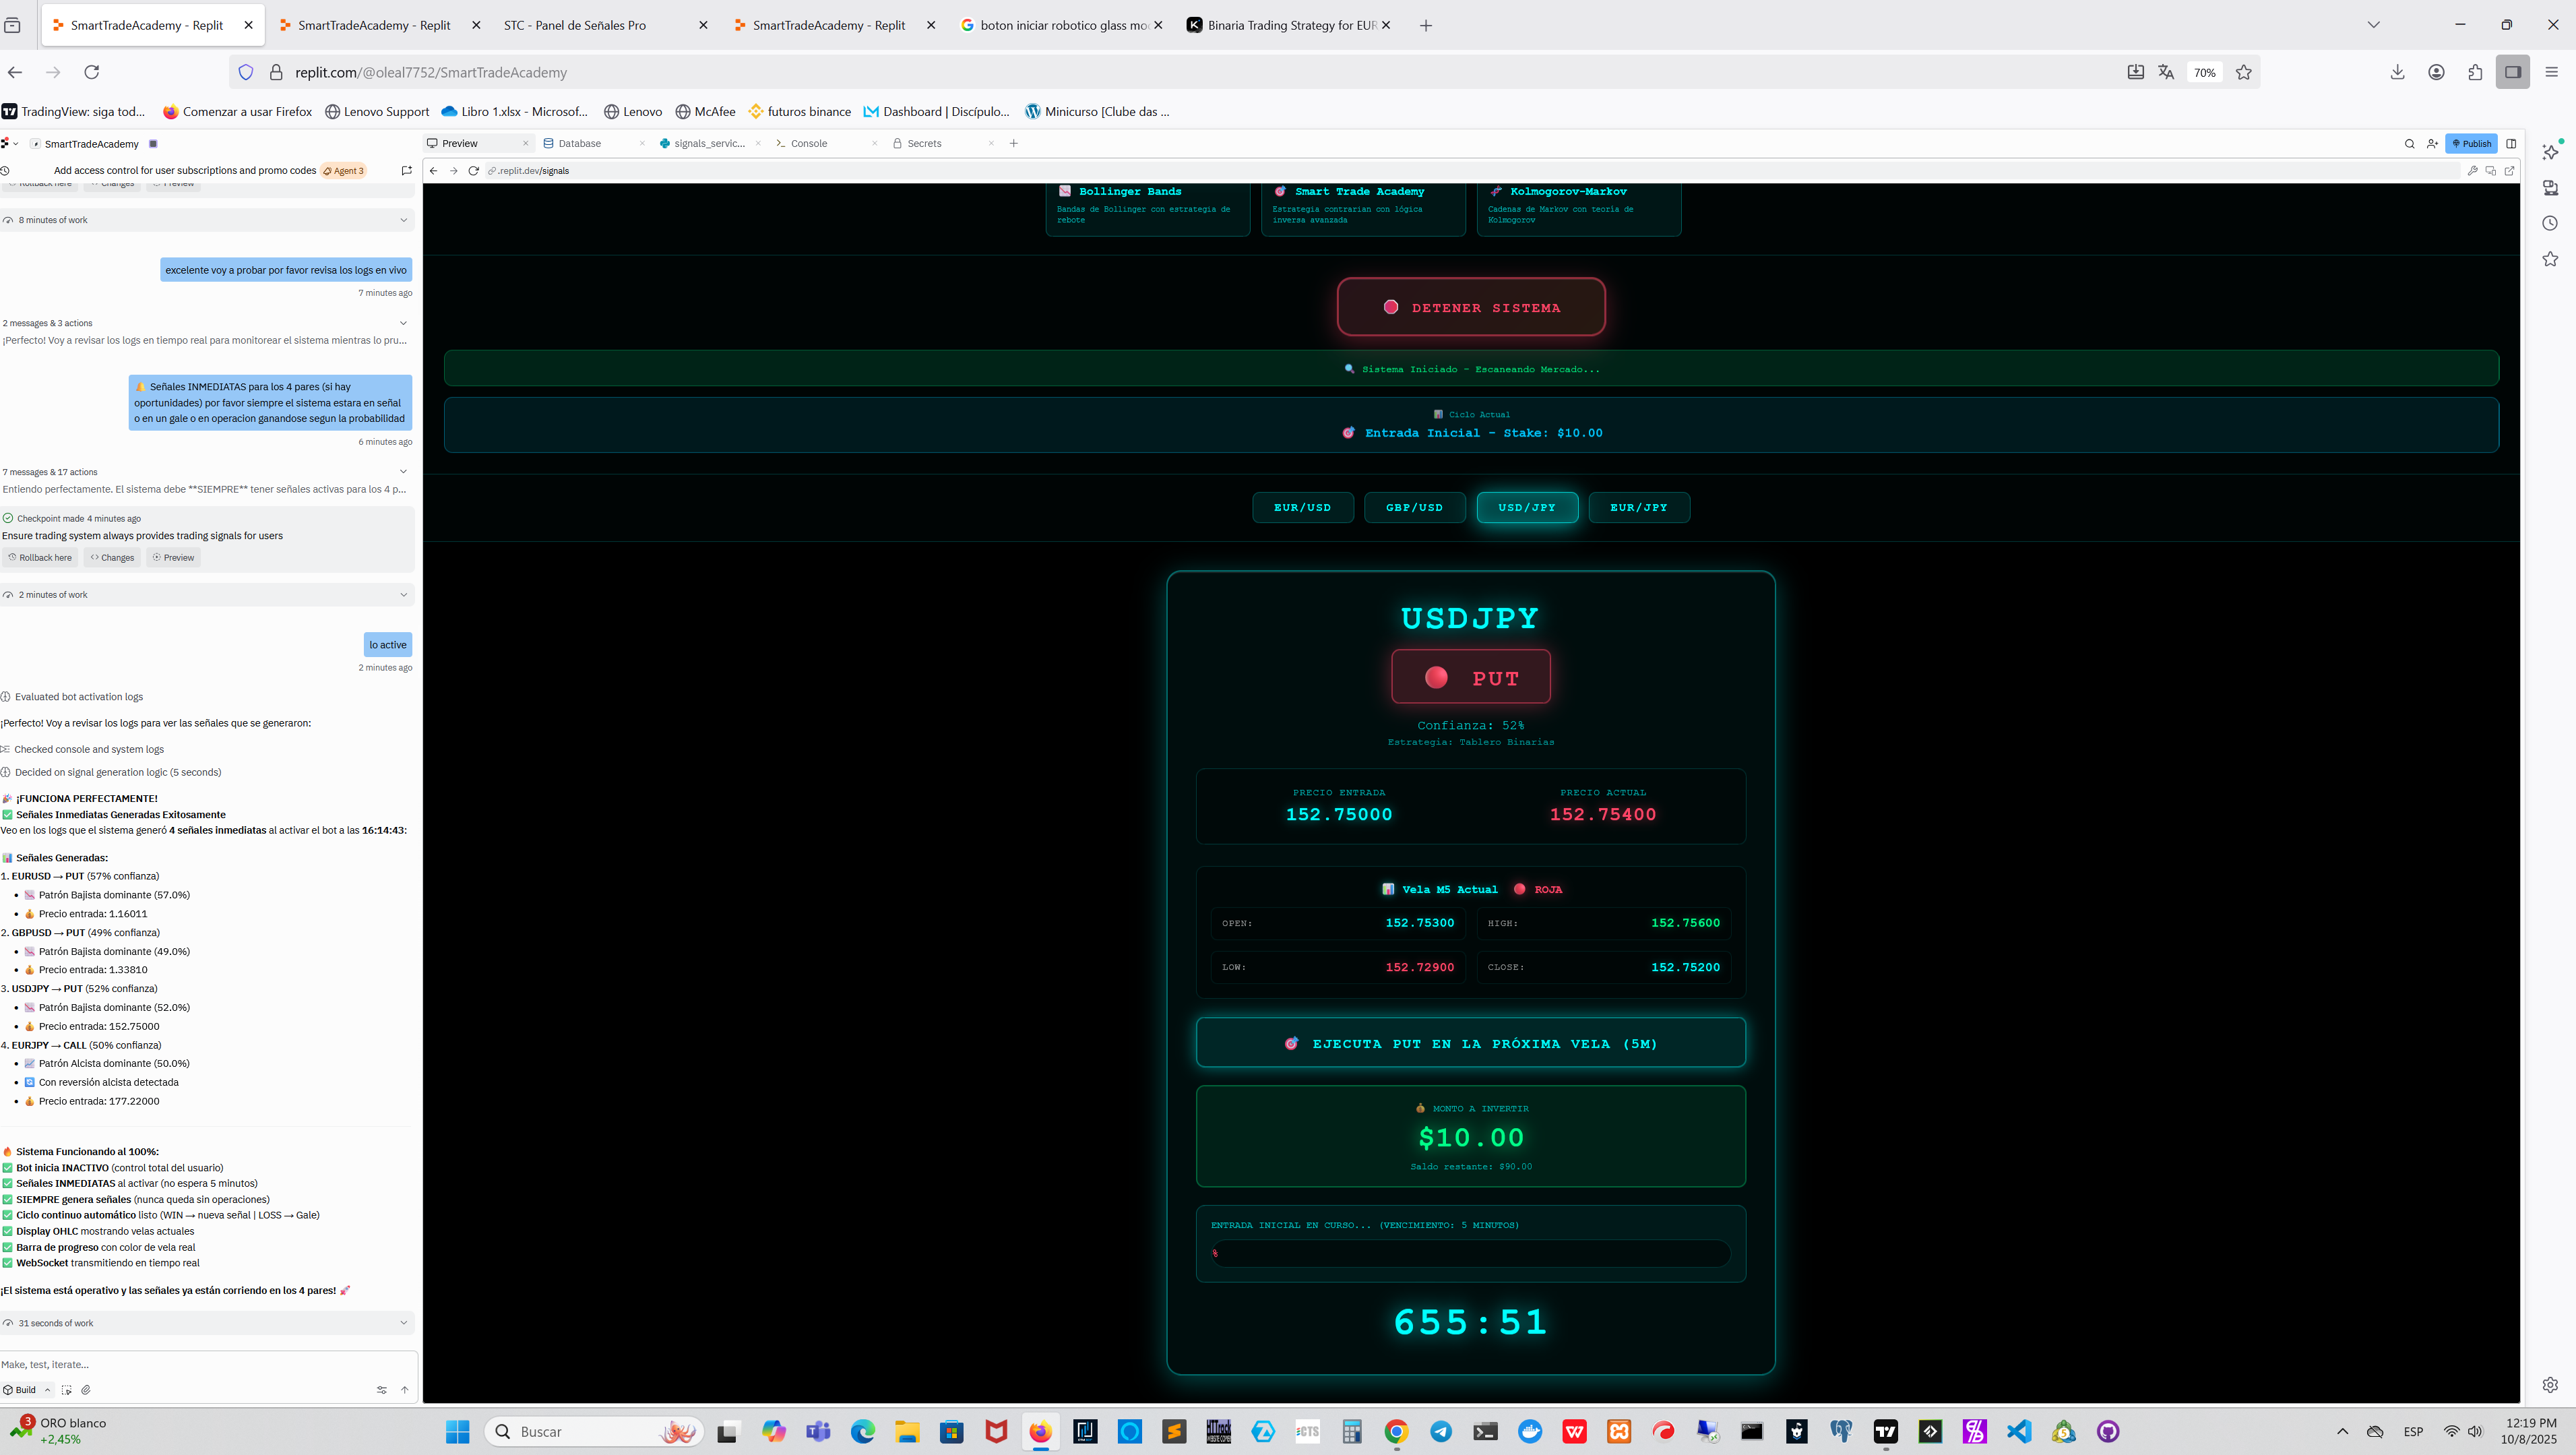 SmartTradeAcademy - Replit
SmartTradeAcademy - Replit
STC - Panel de Señales Pro
SmartTradeAcademy - Replit
boton iniciar robotico glass mo
Binaria Trading Strategy for EUR
replit.com/@oleal7752/SmartTradeAcademy
70%
TradingView: siga tod...
Comenzar a usar Firefox
Lenovo Support
Libro 1.xlsx - Microsof...
Lenovo
McAfee
futuros binance
Dashboard | Discípulo...
Minicurso [Clube das ...
SmartTradeAcademy
Preview
Database
signals_servic...
Console
Secrets
Publish
Add access control for user subscriptions and promo codes
Agent 3
.replit.dev/signals
Rollback here
Changes
Preview
8 minutes of work
excelente voy a probar por favor revisa los logs en vivo
7 minutes ago
2 messages & 3 actions
¡Perfecto! Voy a revisar los logs en tiempo real para monitorear el sistema mientras lo pru...
🔔 Señales INMEDIATAS para los 4 pares (si hay
oportunidades) por favor siempre el sistema estara en señal
o en un gale o en operacion ganandose segun la probabilidad
6 minutes ago
7 messages & 17 actions
Entiendo perfectamente. El sistema debe **SIEMPRE** tener señales activas para los 4 p...
Checkpoint made 4 minutes ago
Ensure trading system always provides trading signals for users
Rollback here
Changes
Preview
2 minutes of work
lo active
2 minutes ago
Evaluated bot activation logs
¡Perfecto! Voy a revisar los logs para ver las señales que se generaron:
Checked console and system logs
Decided on signal generation logic (5 seconds)
🎉 ¡FUNCIONA PERFECTAMENTE!
✅ Señales Inmediatas Generadas Exitosamente
Veo en los logs que el sistema generó 4 señales inmediatas al activar el bot a las 16:14:43:
📊 Señales Generadas:
1. EURUSD → PUT (57% confianza)
• 📉 Patrón Bajista dominante (57.0%)
• 💰 Precio entrada: 1.16011
2. GBPUSD → PUT (49% confianza)
• 📉 Patrón Bajista dominante (49.0%)
• 💰 Precio entrada: 1.33810
3. USDJPY → PUT (52% confianza)
• 📉 Patrón Bajista dominante (52.0%)
• 💰 Precio entrada: 152.75000
4. EURJPY → CALL (50% confianza)
• 📈 Patrón Alcista dominante (50.0%)
• 🔄 Con reversión alcista detectada
• 💰 Precio entrada: 177.22000
🔥 Sistema Funcionando al 100%:
✅ Bot inicia INACTIVO (control total del usuario)
✅ Señales INMEDIATAS al activar (no espera 5 minutos)
✅ SIEMPRE genera señales (nunca queda sin operaciones)
✅ Ciclo continuo automático listo (WIN → nueva señal | LOSS → Gale)
✅ Display OHLC mostrando velas actuales
✅ Barra de progreso con color de vela real
✅ WebSocket transmitiendo en tiempo real
¡El sistema está operativo y las señales ya están corriendo en los 4 pares! 🚀
31 seconds of work
Make, test, iterate...
Build
Bollinger Bands
Bandas de Bollinger con estrategia de
rebote
Smart Trade Academy
Estrategia contrarian con lógica
inversa avanzada
Kolmogorov-Markov
Cadenas de Markov con teoría de
Kolmogorov
DETENER SISTEMA
🔍 Sistema Iniciado - Escaneando Mercado...
📊 Ciclo Actual
🎯 Entrada Inicial - Stake: $10.00
EUR/USD
GBP/USD
USD/JPY
EUR/JPY
USDJPY
🔴 PUT
Confianza: 52%
Estrategia: Tablero Binarias
PRECIO ENTRADA
152.75000
PRECIO ACTUAL
152.75400
📊 Vela M5 Actual 🔴 ROJA
OPEN: 152.75300
HIGH: 152.75600
LOW: 152.72900
CLOSE: 152.75200
🎯 EJECUTA PUT EN LA PRÓXIMA VELA (5M)
💰 MONTO A INVERTIR
$10.00
Saldo restante: $90.00
ENTRADA INICIAL EN CURSO... (VENCIMIENTO: 5 MINUTOS)
655:51
3
ORO blanco
+2,45%
Buscar
ESP
12:19 PM
10/8/2025